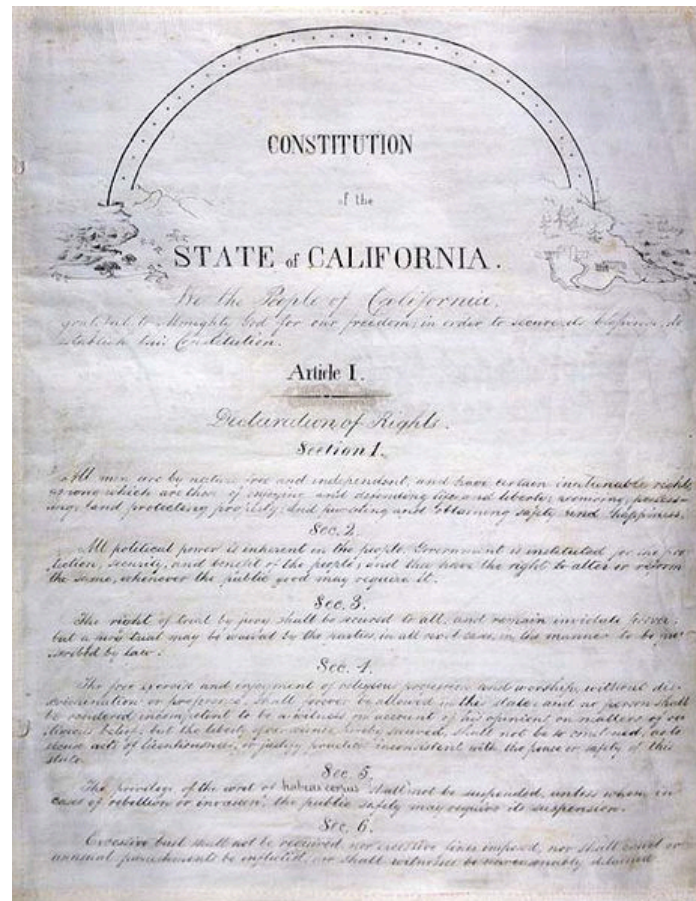 CONSTITUTION
of the
STATE of CALIFORNIA.
We the People of California,
grateful to Almighty God for our freedom, in order to secure its blessings, do
establish this Constitution.
Article I.
Declaration of Rights.
Section 1.
All men are by nature free and independent, and have certain inalienable rights,
among which are those of enjoying and defending life and liberty, acquiring, possess-
ing, and protecting property, and pursuing and obtaining safety and happiness.
Sec. 2.
All political power is inherent in the people. Government is instituted for the pro-
tection, security, and benefit of the people; and they have the right to alter or reform
the same, whenever the public good may require it.
Sec. 3.
The right of trial by jury shall be secured to all, and remain inviolate forever;
but a jury trial may be waived by the parties, in all civil cases, in the manner to be pre-
scribed by law.
Sec. 4.
The free exercise and enjoyment of religious profession and worship, without dis-
crimination or preference, shall forever be allowed in this state; and no person shall
be rendered incompetent to be a witness on account of his opinions on matters of re-
ligious belief; but the liberty of conscience, hereby secured, shall not be so construed, as to
excuse acts of licentiousness, or justify practices inconsistent with the peace or safety of this
state.
Sec. 5.
The privilege of the writ of habeas corpus shall not be suspended, unless when, in
cases of rebellion or invasion, the public safety may require its suspension.
Sec. 6.
Excessive bail shall not be required, nor excessive fines imposed, nor shall cruel or
unusual punishments be inflicted, nor shall witnesses be unreasonably detained